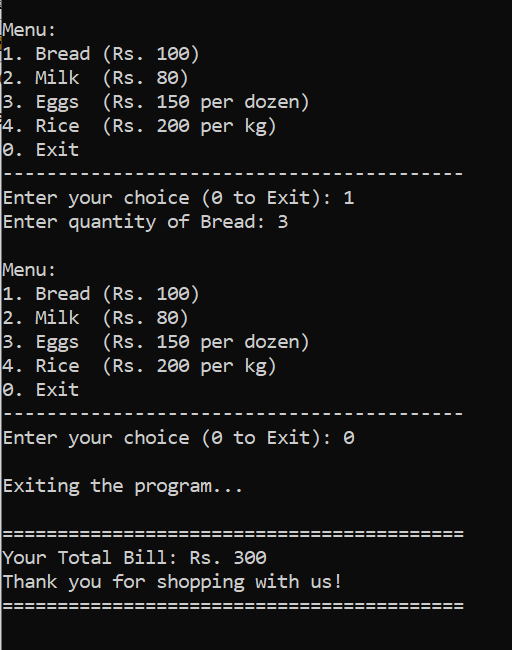 Menu:
1. Bread (Rs. 100)
2. Milk  (Rs. 80)
3. Eggs  (Rs. 150 per dozen)
4. Rice  (Rs. 200 per kg)
0. Exit
------------------------------------------
Enter your choice (0 to Exit): 1
Enter quantity of Bread: 3
Menu:
1. Bread (Rs. 100)
2. Milk  (Rs. 80)
3. Eggs  (Rs. 150 per dozen)
4. Rice  (Rs. 200 per kg)
0. Exit
------------------------------------------
Enter your choice (0 to Exit): 0
Exiting the program...
==========================================
Your Total Bill: Rs. 300
Thank you for shopping with us!
==========================================